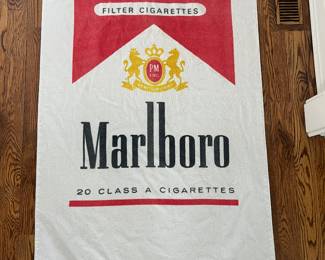 FILTER CIGARETTES
PM
Marlboro
20 CLASS A CIGARETTES